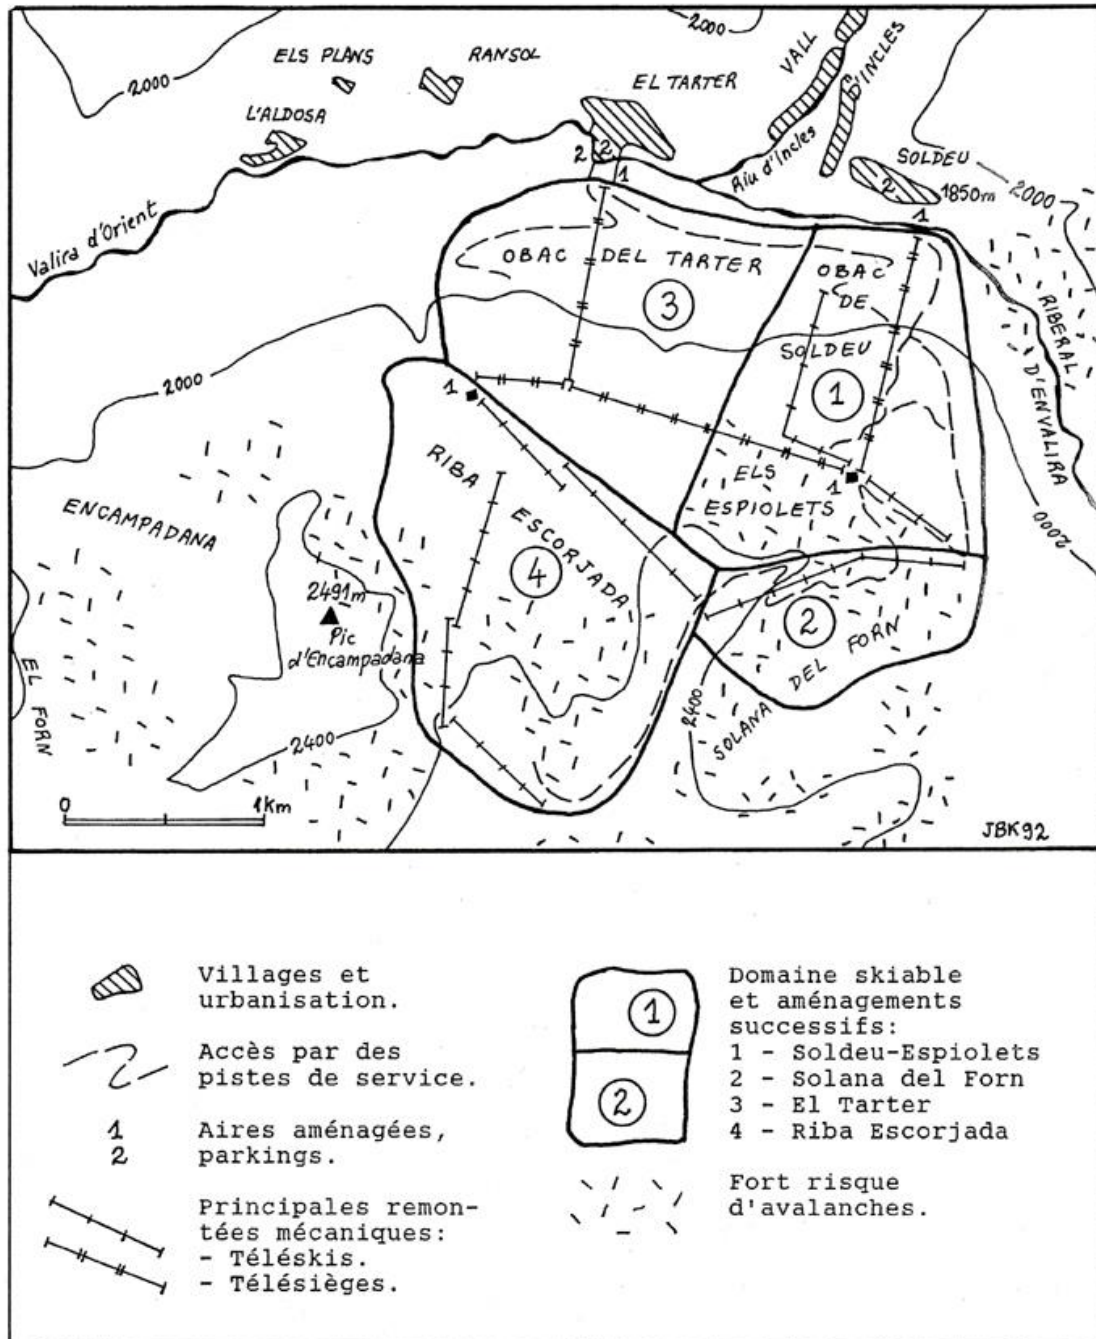 2000
2000
ELS PLANS
RANSOL
EL TARTER
VALL
D'INCLES
L'ALDOSA
2
2
1
Riu d'Incles
SOLDEU
2
1850m
1
2000
Valira d'Orient
OBAC DEL TARTER
3
OBAC
DE
SOLDEU
1
RIBERAL
D'ENVALIRA
2000
2000
1
RIBA
ESCORJADA
4
ELS
ESPIOLETS
1
ENCAMPADANA
2491m
Pic
d'Encampadana
EL FORN
2400
2
SOLANA DEL FORN
2400
0 1Km
JBK92
Villages et
urbanisation.
Accès par des
pistes de service.
1 Aires aménagées,
2 parkings.
Principales remon-
tées mécaniques:
- Téléskis.
- Télésièges.
1
2
Domaine skiable
et aménagements
successifs:
1 - Soldeu-Espiolets
2 - Solana del Forn
3 - El Tarter
4 - Riba Escorjada
Fort risque
d'avalanches.